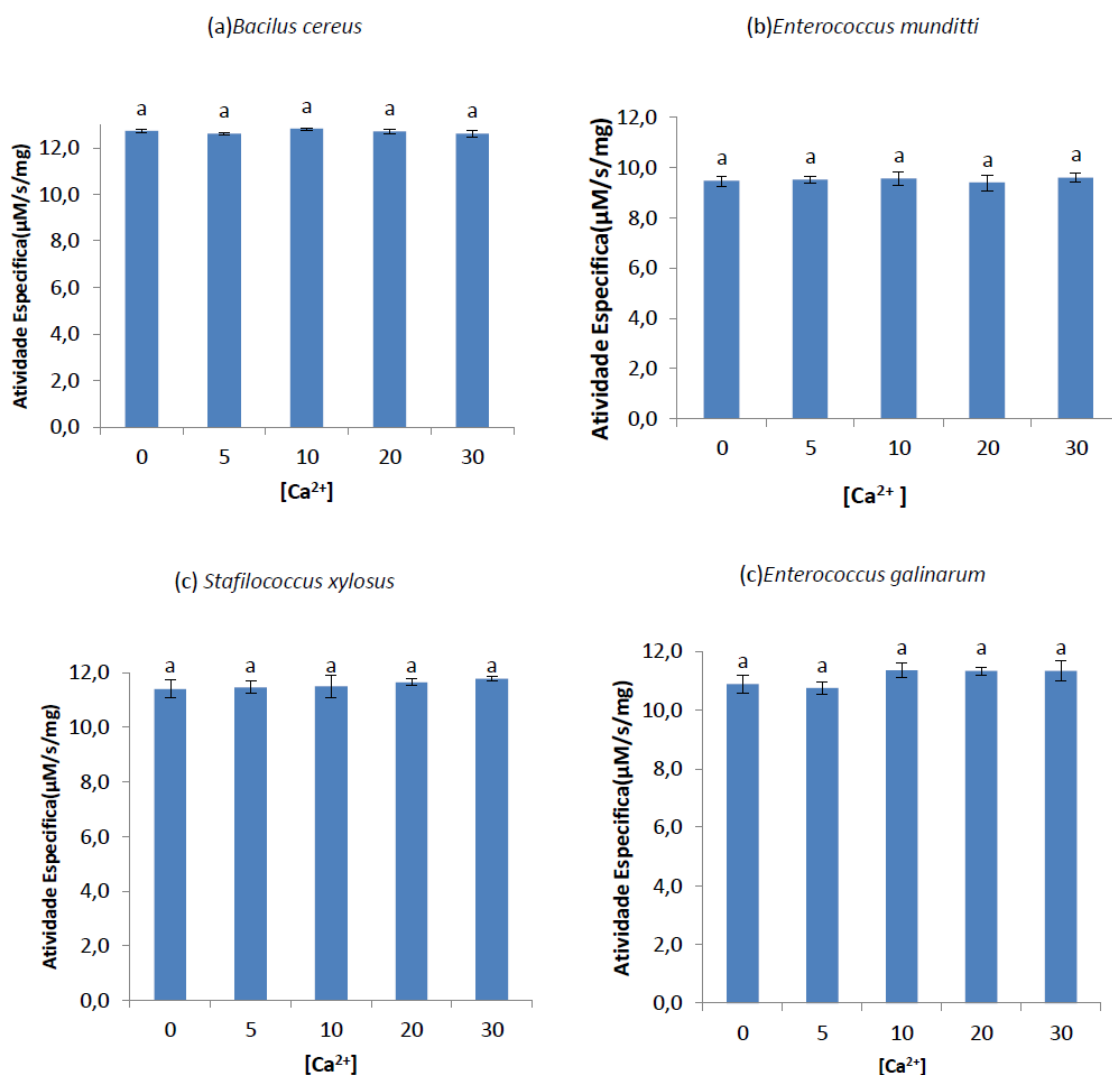 (a)Bacilus cereus
a a a a a
12,0
10,0
8,0
6,0
4,0
2,0
0,0
Atividade Especifica(µM/s/mg)
0 5 10 20 30
[Ca²⁺]
(b)Enterococcus munditti
a a a a a
12,0
10,0
8,0
6,0
4,0
2,0
0,0
Atividade Especifica(µM/s/mg)
0 5 10 20 30
[Ca²⁺ ]
(c) Stafilococcus xylosus
a a a a a
12,0
10,0
8,0
6,0
4,0
2,0
0,0
Atividade Especifica(µM/s/mg)
0 5 10 20 30
[Ca²⁺]
(c)Enterococcus galinarum
a a a a a
12,0
10,0
8,0
6,0
4,0
2,0
0,0
Atividade Especifica(µM/s/mg)
0 5 10 20 30
[Ca²⁺]